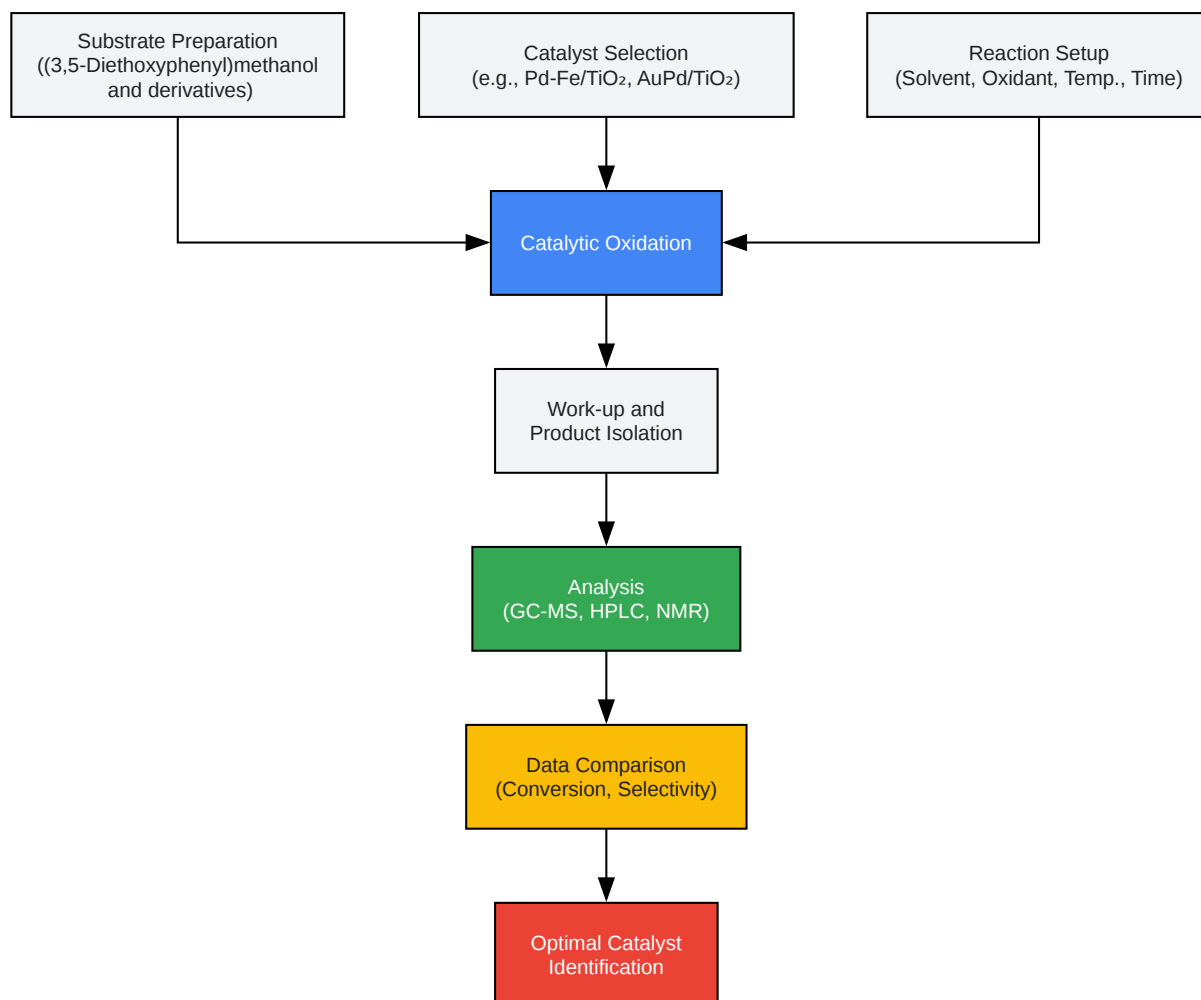 Substrate Preparation
((3,5-Diethoxyphenyl)methanol
and derivatives)
Catalyst Selection
(e.g., Pd-Fe/TiO₂, AuPd/TiO₂)
Reaction Setup
(Solvent, Oxidant, Temp., Time)
Catalytic Oxidation
Work-up and
Product Isolation
Analysis
(GC-MS, HPLC, NMR)
Data Comparison
(Conversion, Selectivity)
Optimal Catalyst
Identification